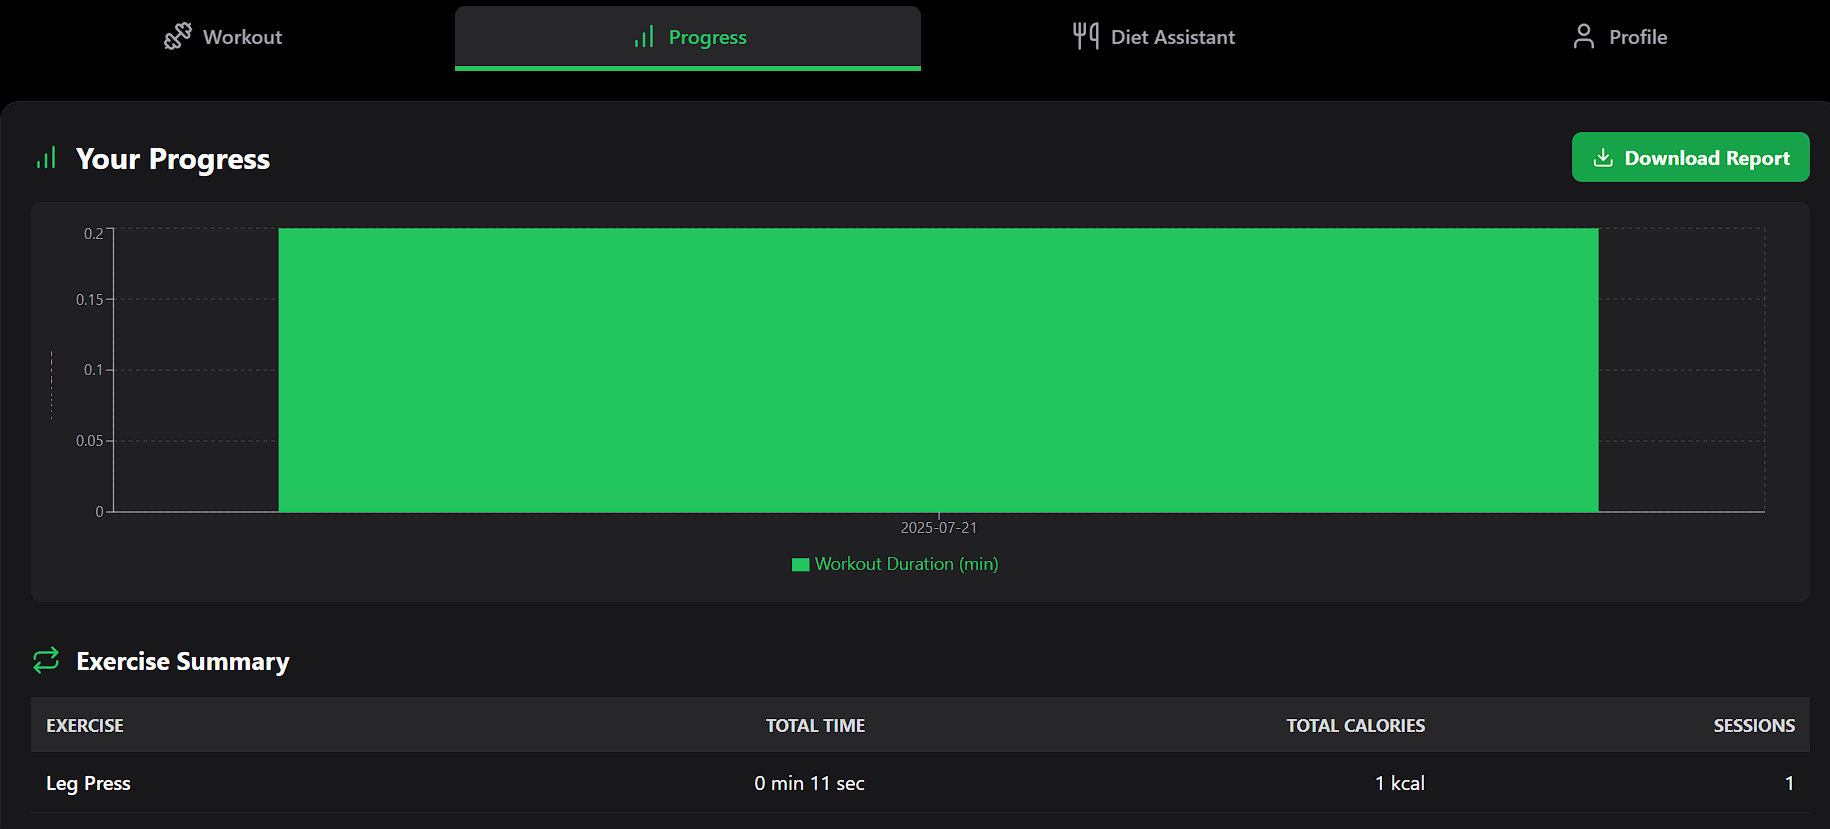 Workout
Progress
Diet Assistant
Profile
Your Progress
Download Report
0.2
0.15
0.1
0.05
0
2025-07-21
Workout Duration (min)
Exercise Summary
EXERCISE TOTAL TIME TOTAL CALORIES SESSIONS
Leg Press 0 min 11 sec 1 kcal 1